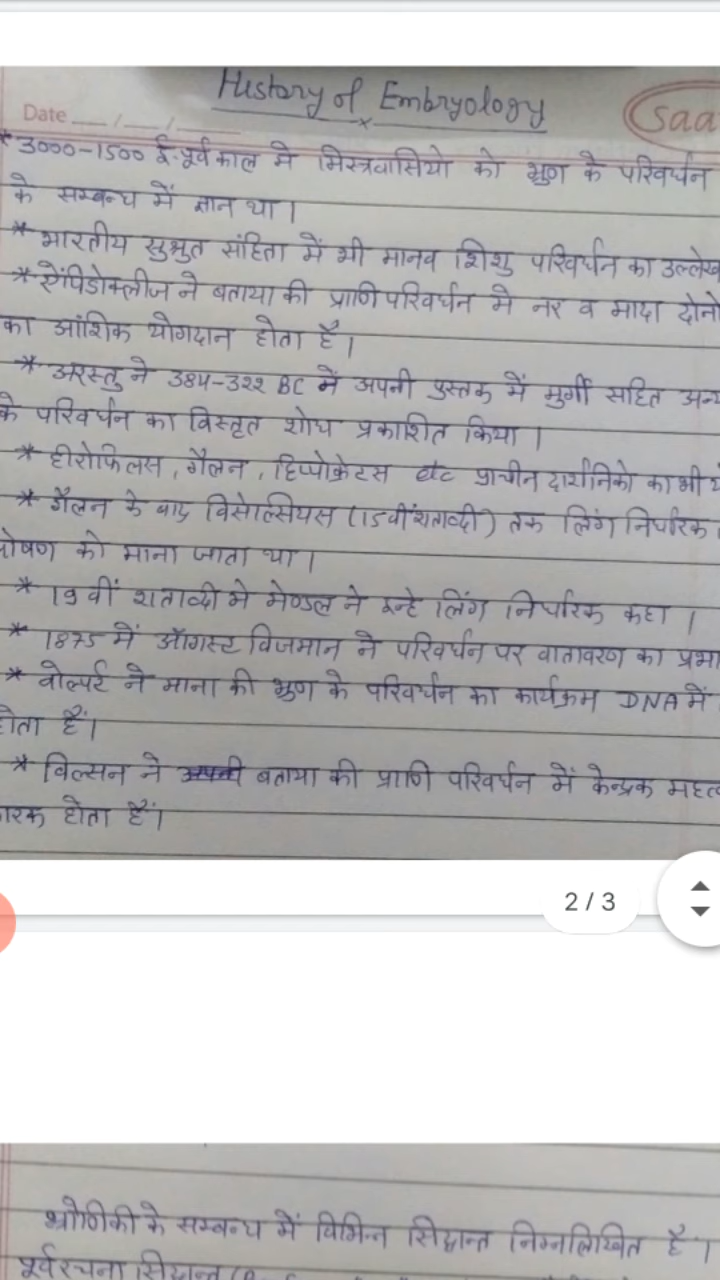 History of Embryology
Date
saa
* 3000-1500 ई.पूर्व काल मे मिस्त्रवासियो को भ्रुण के परिवर्धन
के सम्बन्ध में ज्ञान था।
* भारतीय सुश्रुत संहिता में भी मानव शिशु परिवर्धन का उल्लेख
* ऐंपिडोक्लीज ने बताया की प्राणि परिवर्धन मे नर व मादा दोनो
का आंशिक योगदान होता है।
* अरस्तु ने 384-322 BC में अपनी पुस्तक में मुर्गी सहित अन्य
के परिवर्धन का विस्तृत शोध प्रकाशित किया।
* हीरोफिलस, गैलन, हिप्पोक्रेटस etc प्राचीन दार्शनिको का भी
* गैलन के बाद विसेल्सियस (15वीं शताब्दी) तक लिंग निर्धारक
पोषण को माना जाता था।
* 19 वीं शताब्दी मे मेण्डल ने इन्हे लिंग निर्धारक कहा।
* 1875 में ऑगस्ट विजमान ने परिवर्धन पर वातावरण का प्रभा
* वोल्पर्ट ने माना की भ्रुण के परिवर्धन का कार्यक्रम DNA में
होता हैं।
* विल्सन ने बताया की प्राणि परिवर्धन में केन्द्रक महत्व
कारक होता हैं।
2 / 3
भ्रोणिकी के सम्बन्ध में विभिन्न सिद्वान्त निम्नलिखित है।
पूर्वरचना सिद्वान्त